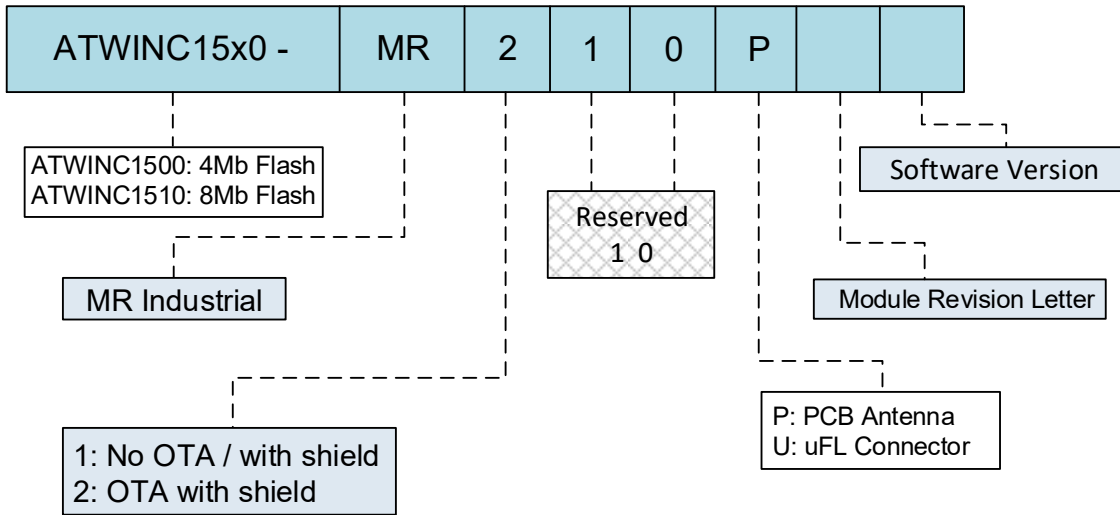 ATWINC15x0 - MR 2 1 0 P
ATWINC1500: 4Mb Flash
ATWINC1510: 8Mb Flash
Software Version
Reserved
1 0
MR Industrial
Module Revision Letter
1: No OTA / with shield
2: OTA with shield
P: PCB Antenna
U: uFL Connector